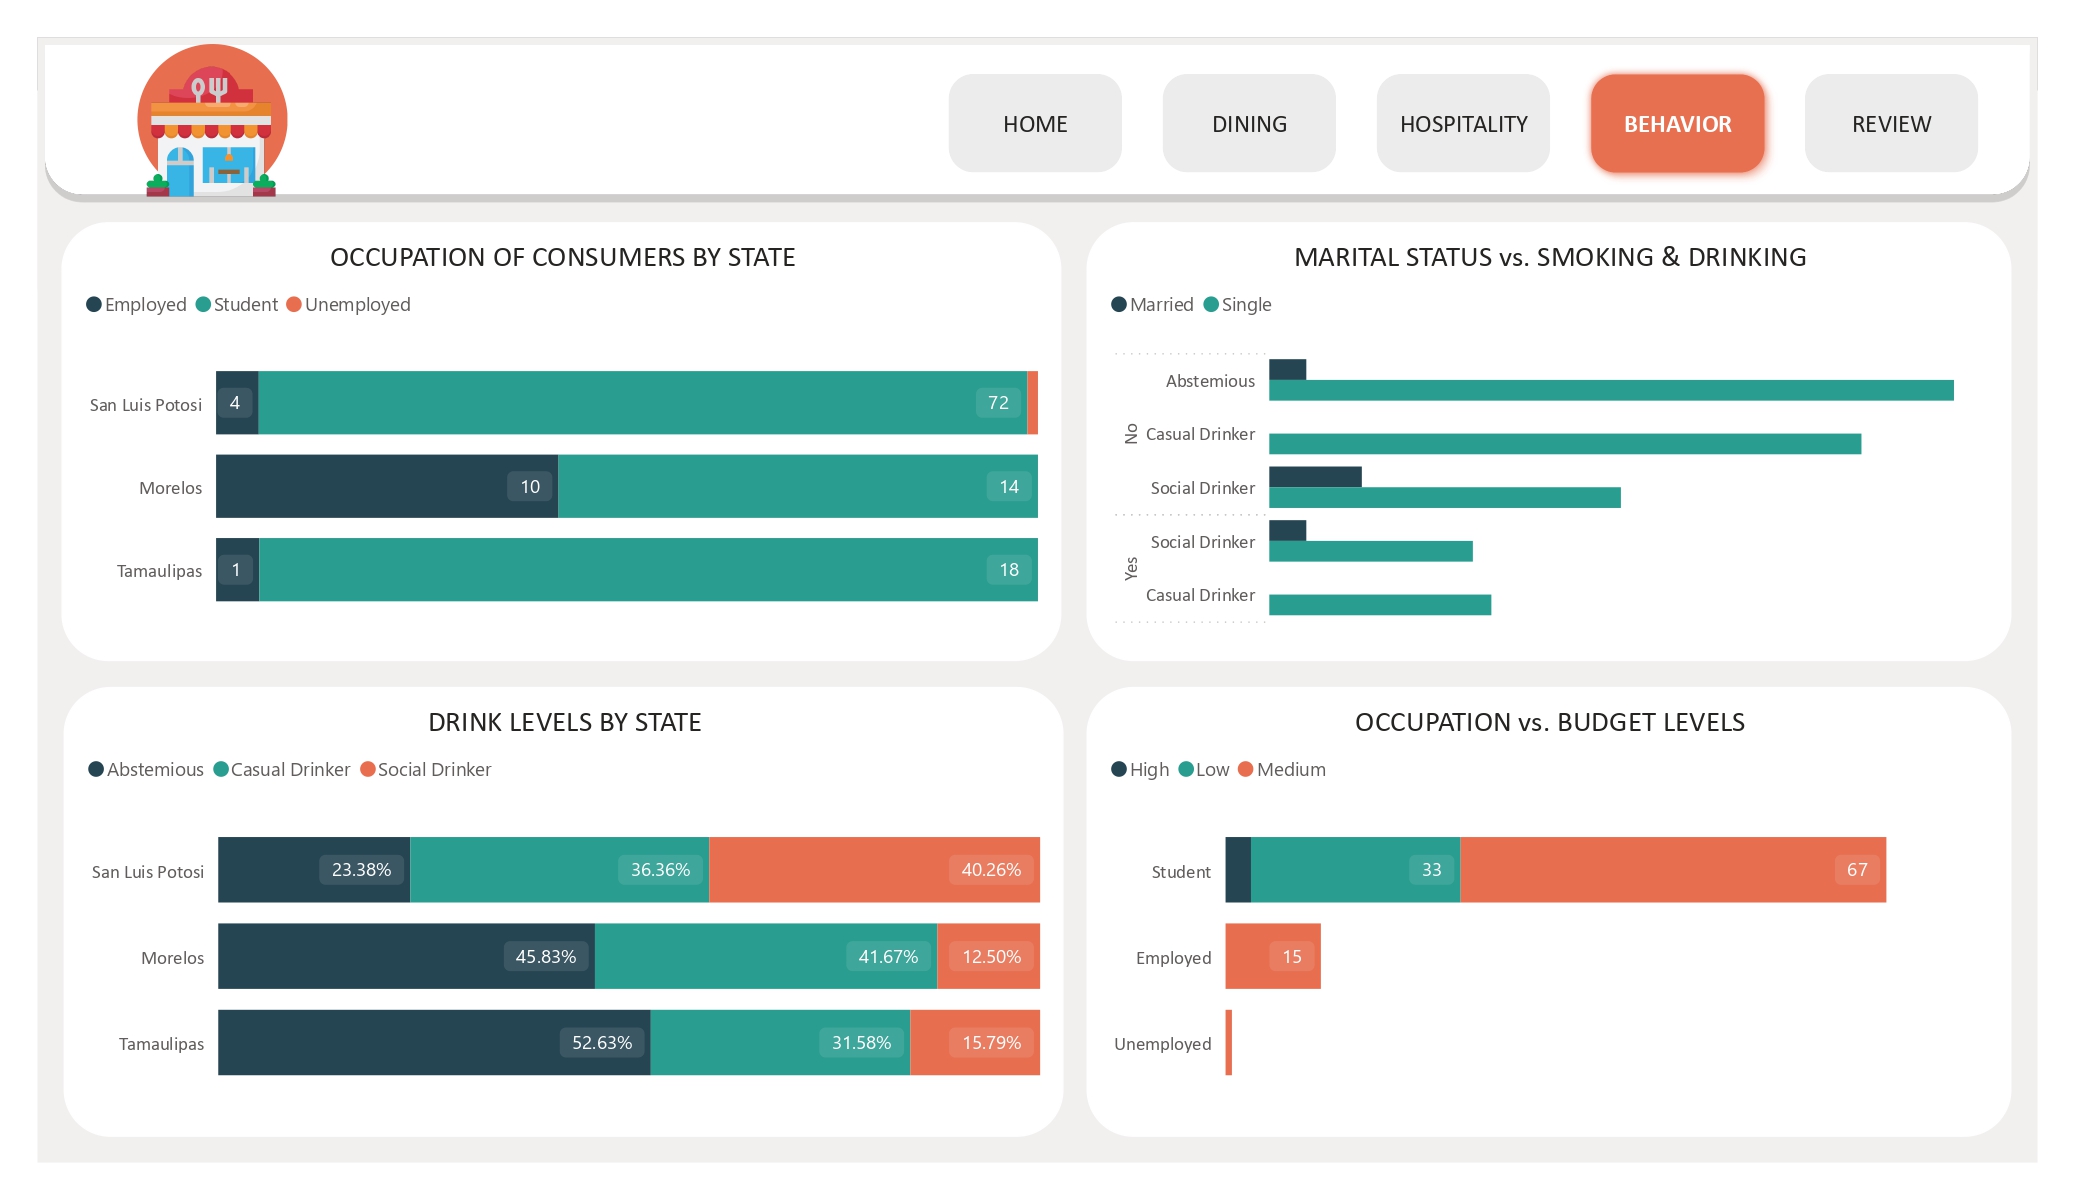 HOME
DINING
HOSPITALITY
BEHAVIOR
REVIEW
OCCUPATION OF CONSUMERS BY STATE
Employed Student Unemployed
San Luis Potosi 4 72
Morelos 10 14
Tamaulipas 1 18
MARITAL STATUS vs. SMOKING & DRINKING
Married Single
No
Abstemious
Casual Drinker
Social Drinker
Yes
Social Drinker
Casual Drinker
DRINK LEVELS BY STATE
Abstemious Casual Drinker Social Drinker
San Luis Potosi 23.38% 36.36% 40.26%
Morelos 45.83% 41.67% 12.50%
Tamaulipas 52.63% 31.58% 15.79%
OCCUPATION vs. BUDGET LEVELS
High Low Medium
Student 33 67
Employed 15
Unemployed